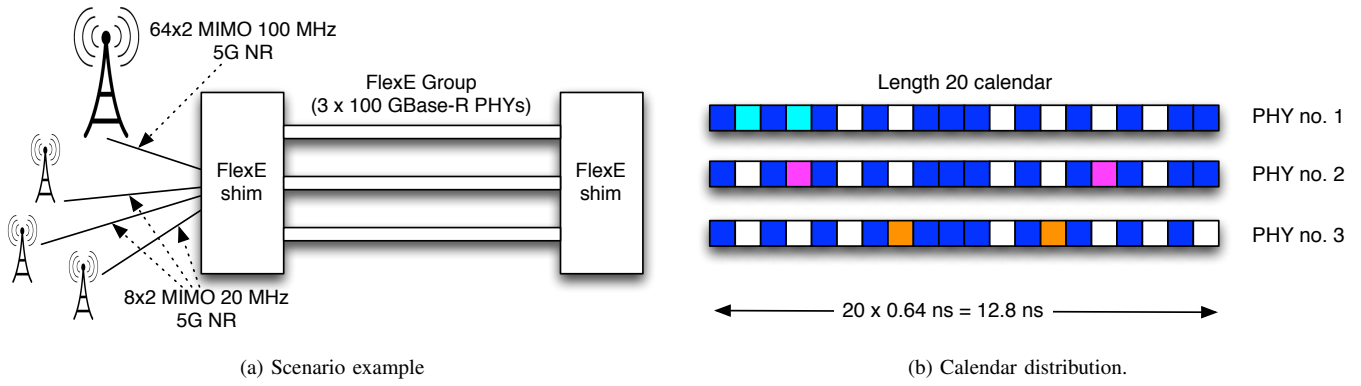 64x2 MIMO 100 MHz
5G NR
FlexE Group
(3 x 100 GBase-R PHYs)
FlexE
shim
FlexE
shim
8x2 MIMO 20 MHz
5G NR
(a) Scenario example
Length 20 calendar
PHY no. 1
PHY no. 2
PHY no. 3
20 x 0.64 ns = 12.8 ns
(b) Calendar distribution.